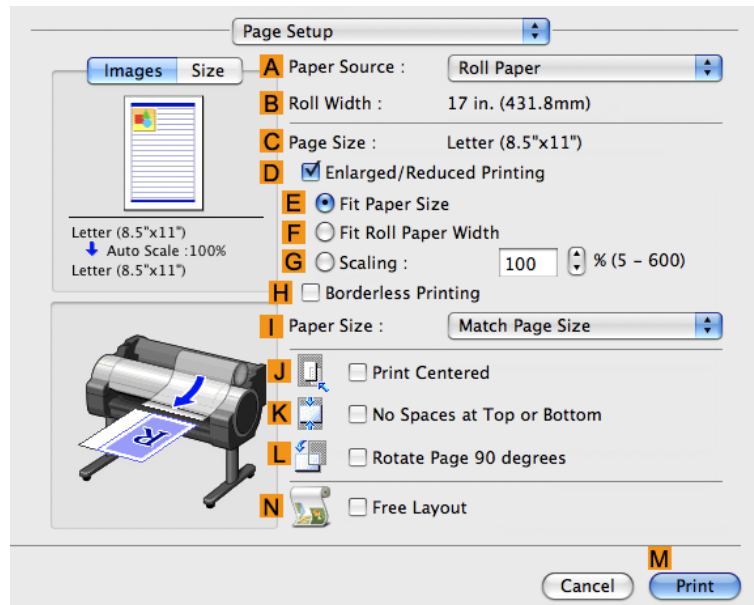 Page Setup
Images Size
A Paper Source : Roll Paper
B Roll Width : 17 in. (431.8mm)
C Page Size : Letter (8.5"x11")
D Enlarged/Reduced Printing
E Fit Paper Size
F Fit Roll Paper Width
G Scaling : 100 % (5 - 600)
H Borderless Printing
Letter (8.5"x11")
Auto Scale :100%
Letter (8.5"x11")
I Paper Size : Match Page Size
J Print Centered
K No Spaces at Top or Bottom
L Rotate Page 90 degrees
R
N Free Layout
M
Cancel Print